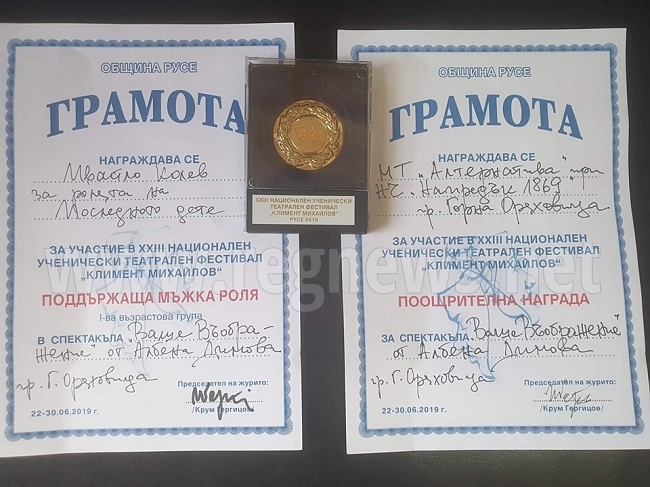 ОБЩИНА РУСЕ
ГРАМОТА
НАГРАЖДАВА СЕ
Ивайло Колев
за ролята на
Последното дете
ЗА УЧАСТИЕ В XXIII НАЦИОНАЛЕН
УЧЕНИЧЕСКИ ТЕАТРАЛЕН ФЕСТИВАЛ
„КЛИМЕНТ МИХАЙЛОВ"
ПОДДЪРЖАЩА МЪЖКА РОЛЯ
I-ва възрастова група
В СПЕКТАКЪЛА „Ваше Въобра-
жение" от Албена Димова
гр. Г. Оряховица
Председател на журито:
22-30.06.2019 г.
/Крум Гергицов/
XXIII НАЦИОНАЛЕН УЧЕНИЧЕСКИ
ТЕАТРАЛЕН ФЕСТИВАЛ
„КЛИМЕНТ МИХАЙЛОВ"
РУСЕ 2019
ОБЩИНА РУСЕ
ГРАМОТА
НАГРАЖДАВА СЕ
МТ „Алтернатива" при
НЧ „Напредък 1869"
гр. Горна Оряховица
ЗА УЧАСТИЕ В XXIII НАЦИОНАЛЕН
УЧЕНИЧЕСКИ ТЕАТРАЛЕН ФЕСТИВАЛ
„КЛИМЕНТ МИХАЙЛОВ"
ПООЩРИТЕЛНА НАГРАДА
ЗА СПЕКТАКЪЛА „Ваше Въображение"
от Албена Димова
гр. Г. Оряховица
Председател на журито:
22-30.06.2019 г.
/Крум Гергицов/
www.regnews.net